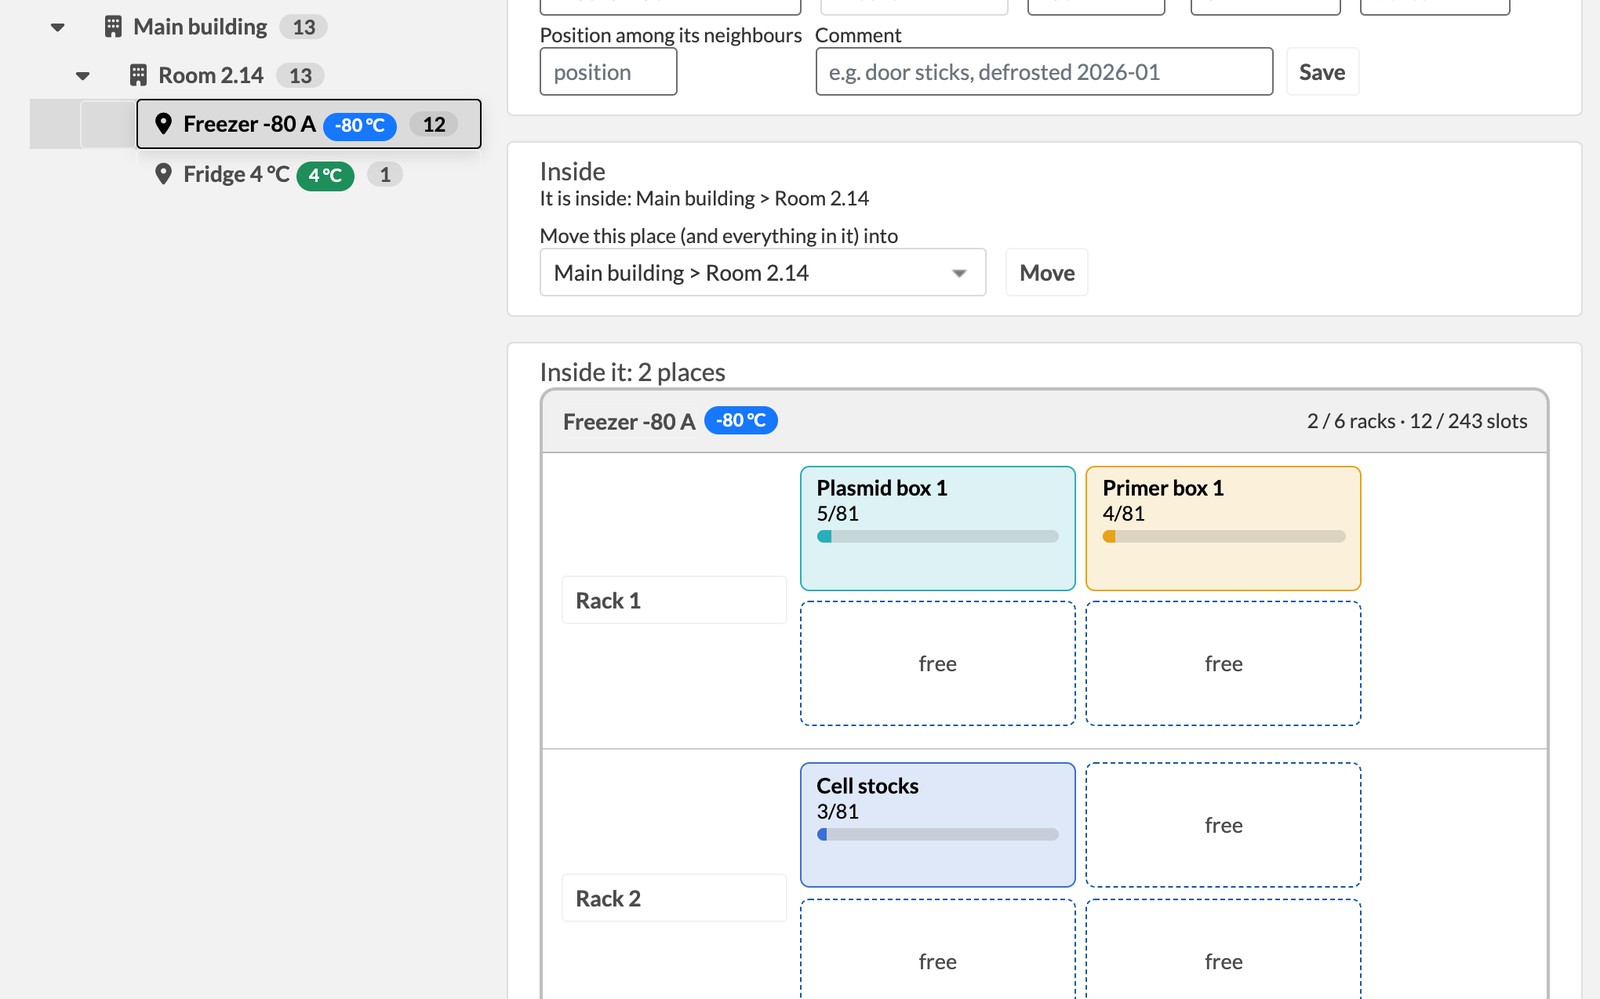 Main building 13
Room 2.14 13
Freezer -80 A -80 °C 12
Fridge 4 °C 4 °C 1
Position among its neighbours Comment
position e.g. door sticks, defrosted 2026-01 Save
Inside
It is inside: Main building > Room 2.14
Move this place (and everything in it) into
Main building > Room 2.14 Move
Inside it: 2 places
Freezer -80 A -80 °C 2 / 6 racks · 12 / 243 slots
Plasmid box 1 Primer box 1
5/81 4/81
Rack 1
free free
Cell stocks
3/81
free
Rack 2
free free